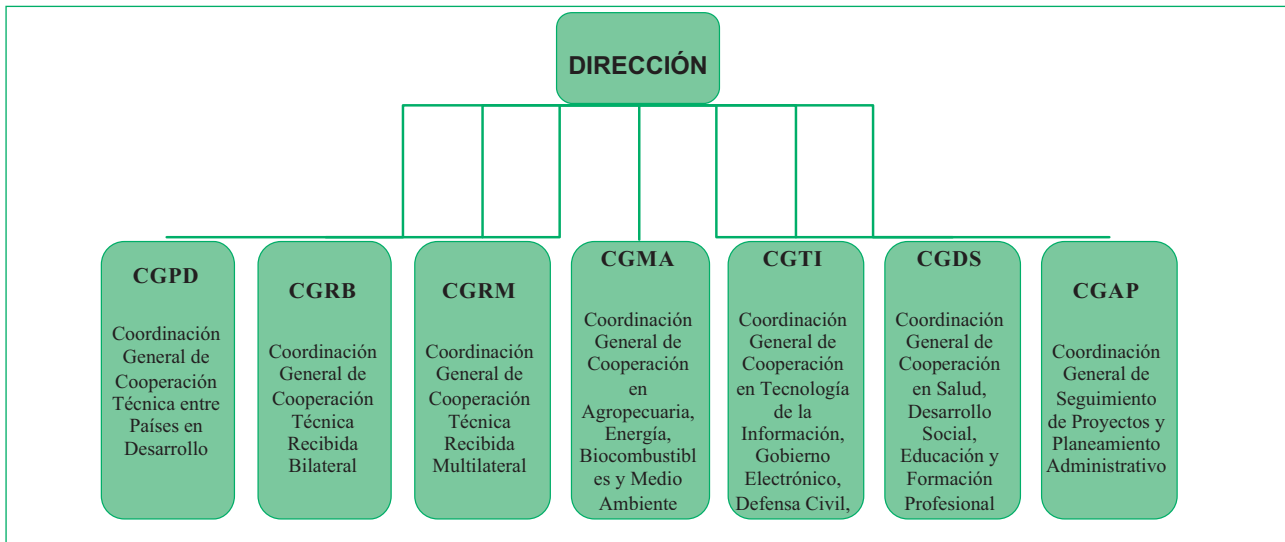 DIRECCIÓN
CGPD
Coordinación
General de
Cooperación
Técnica entre
Países en
Desarrollo
CGRB
Coordinación
General de
Cooperación
Técnica
Recibida
Bilateral
CGRM
Coordinación
General de
Cooperación
Técnica
Recibida
Multilateral
CGMA
Coordinación
General de
Cooperación
en
Agropecuaria,
Energía,
Biocombustibl
es y Medio
Ambiente
CGTI
Coordinación
General de
Cooperación
en Tecnología
de la
Información,
Gobierno
Electrónico,
Defensa Civil,
CGDS
Coordinación
General de
Cooperación
en Salud,
Desarrollo
Social,
Educación y
Formación
Profesional
CGAP
Coordinación
General de
Seguimiento
de Proyectos y
Planeamiento
Administrativo